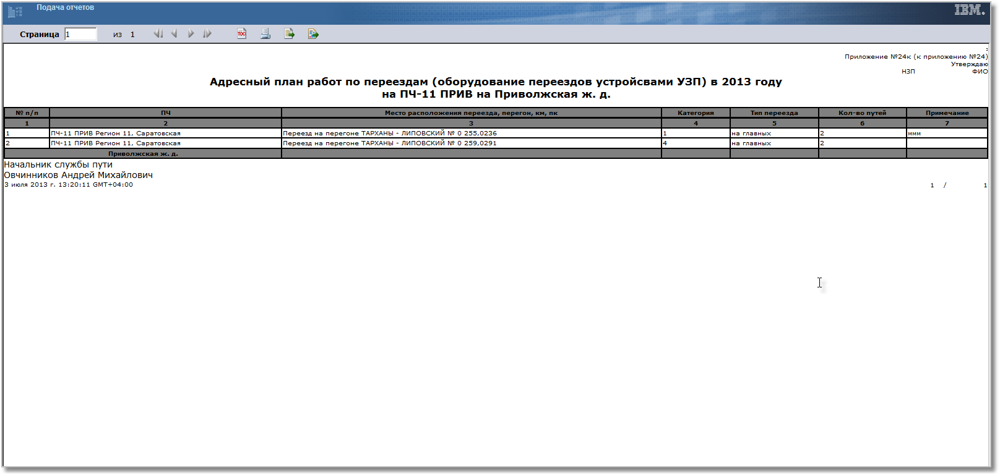 Подача отчетов
IBM.
Страница 1 из 1
TOC
:
Приложение №24к (к приложению №24)
Утверждаю
НЗП ФИО
Адресный план работ по переездам (оборудование переездов устройсвами УЗП) в 2013 году
на ПЧ-11 ПРИВ на Приволжская ж. д.
№ п/п ПЧ Место расположения переезда, перегон, км, пк Категория Тип переезда Кол-во путей Примечание
1 2 3 4 5 6 7
1 ПЧ-11 ПРИВ Регион 11, Саратовская Переезд на перегоне ТАРХАНЫ - ЛИПОВСКИЙ № 0 255,0236 1 на главных 2 ммм
2 ПЧ-11 ПРИВ Регион 11, Саратовская Переезд на перегоне ТАРХАНЫ - ЛИПОВСКИЙ № 0 259,0291 4 на главных 2
Приволжская ж. д.
Начальник службы пути
Овчинников Андрей Михайлович
3 июля 2013 г. 13:20:11 GMT+04:00 1 / 1